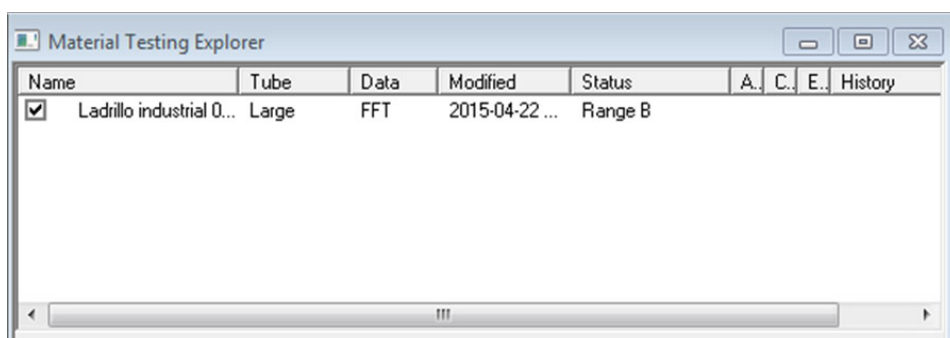 Material Testing Explorer
Name Tube Data Modified Status A.. C.. E.. History
Ladrillo industrial 0... Large FFT 2015-04-22 ... Range B